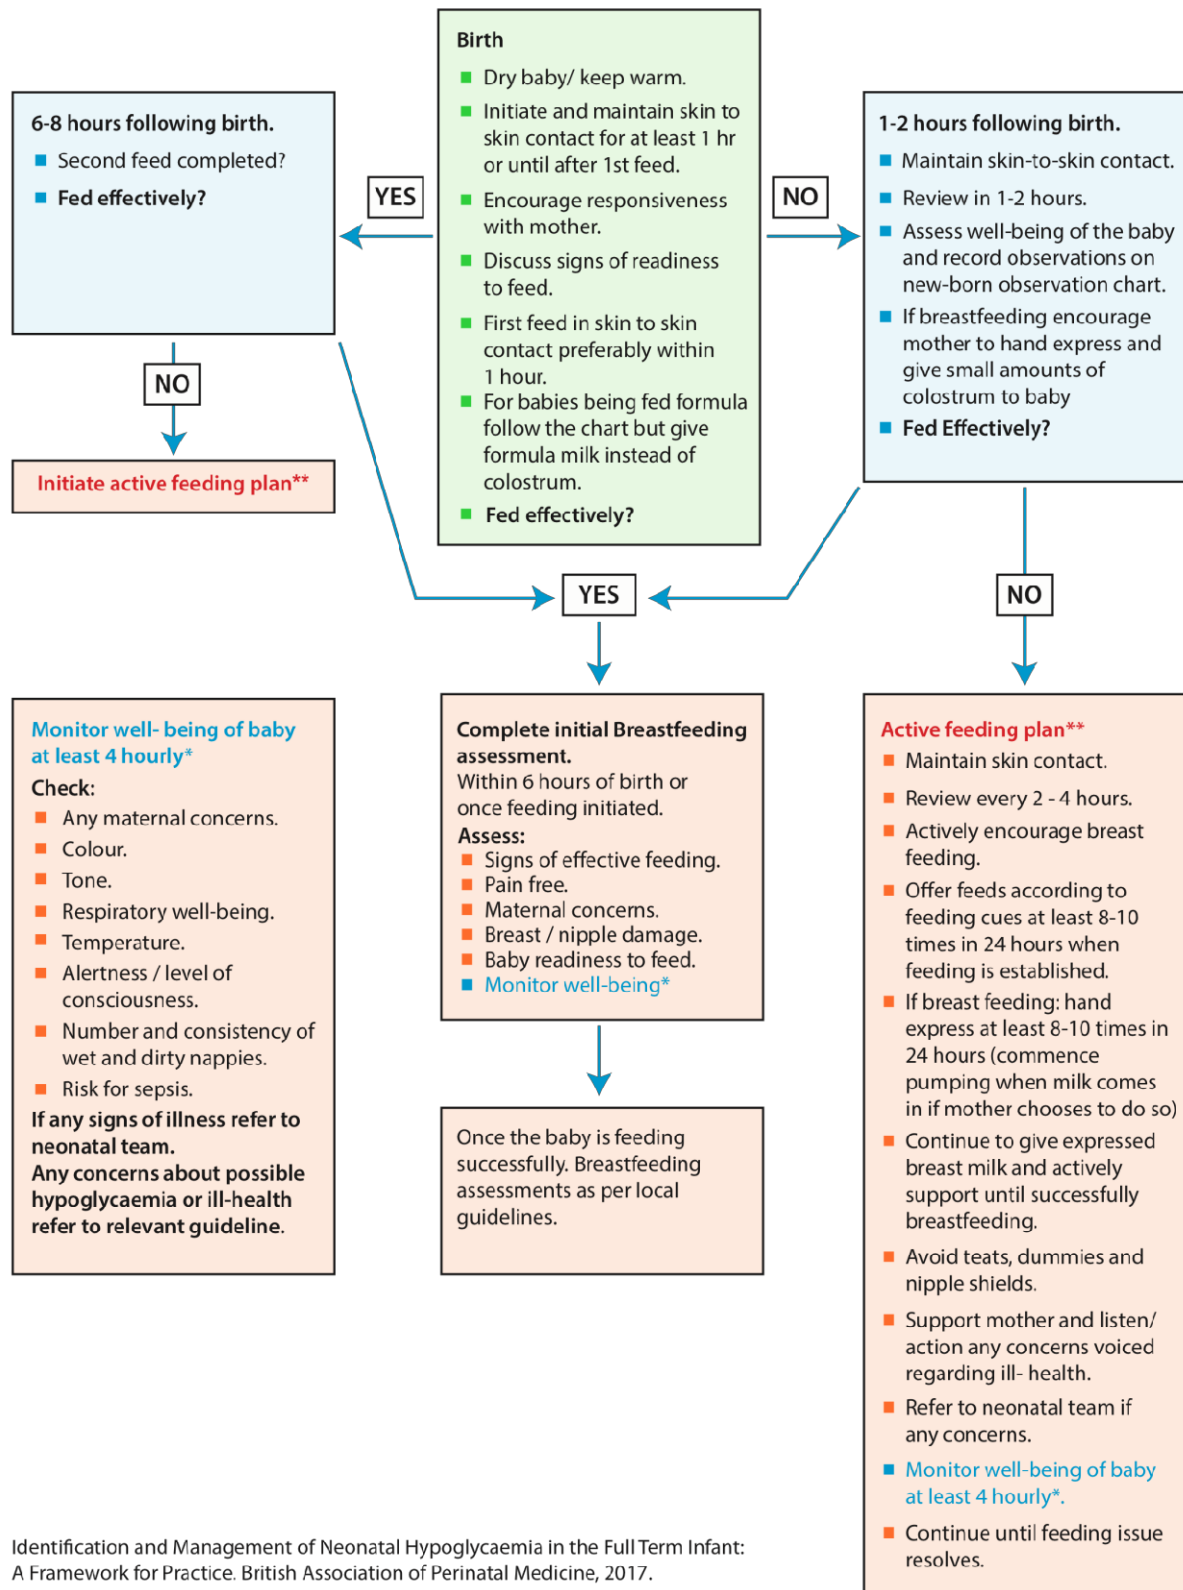 Birth
Dry baby/ keep warm.
Initiate and maintain skin to
skin contact for at least 1 hr
or until after 1st feed.
Encourage responsiveness
with mother.
Discuss signs of readiness
to feed.
First feed in skin to skin
contact preferably within
1 hour.
For babies being fed formula
follow the chart but give
formula milk instead of
colostrum.
Fed effectively?
YES
6-8 hours following birth.
Second feed completed?
Fed effectively?
NO
Initiate active feeding plan**
NO
1-2 hours following birth.
Maintain skin-to-skin contact.
Review in 1-2 hours.
Assess well-being of the baby
and record observations on
new-born observation chart.
If breastfeeding encourage
mother to hand express and
give small amounts of
colostrum to baby
Fed Effectively?
YES
NO
Monitor well- being of baby
at least 4 hourly*
Check:
Any maternal concerns.
Colour.
Tone.
Respiratory well-being.
Temperature.
Alertness / level of
consciousness.
Number and consistency of
wet and dirty nappies.
Risk for sepsis.
If any signs of illness refer to
neonatal team.
Any concerns about possible
hypoglycaemia or ill-health
refer to relevant guideline.
Complete initial Breastfeeding
assessment.
Within 6 hours of birth or
once feeding initiated.
Assess:
Signs of effective feeding.
Pain free.
Maternal concerns.
Breast / nipple damage.
Baby readiness to feed.
Monitor well-being*
Once the baby is feeding
successfully. Breastfeeding
assessments as per local
guidelines.
Active feeding plan**
Maintain skin contact.
Review every 2 - 4 hours.
Actively encourage breast
feeding.
Offer feeds according to
feeding cues at least 8-10
times in 24 hours when
feeding is established.
If breast feeding: hand
express at least 8-10 times in
24 hours (commence
pumping when milk comes
in if mother chooses to do so)
Continue to give expressed
breast milk and actively
support until successfully
breastfeeding.
Avoid teats, dummies and
nipple shields.
Support mother and listen/
action any concerns voiced
regarding ill- health.
Refer to neonatal team if
any concerns.
Monitor well-being of baby
at least 4 hourly*.
Continue until feeding issue
resolves.
Identification and Management of Neonatal Hypoglycaemia in the Full Term Infant:
A Framework for Practice. British Association of Perinatal Medicine, 2017.